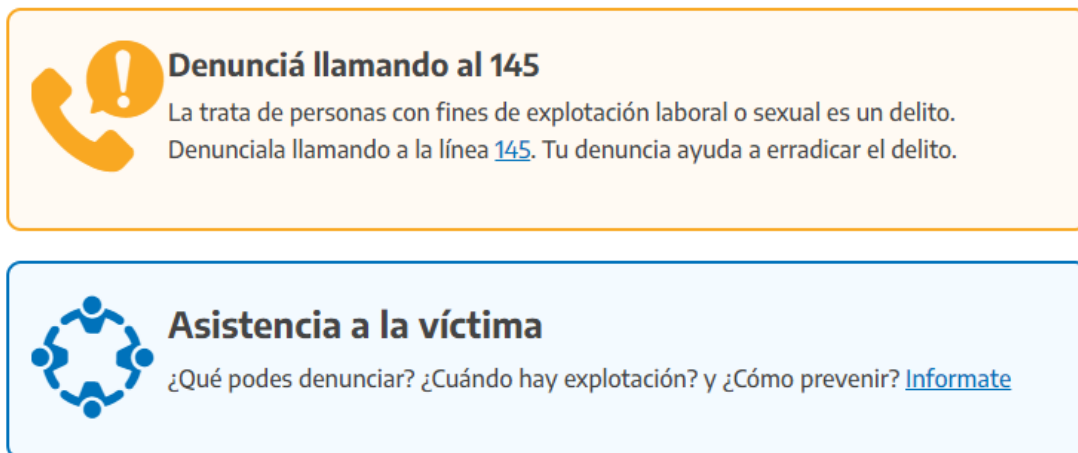 Denunciá llamando al 145
La trata de personas con fines de explotación laboral o sexual es un delito.
Denunciala llamando a la línea 145. Tu denuncia ayuda a erradicar el delito.
Asistencia a la víctima
¿Qué podes denunciar? ¿Cuándo hay explotación? y ¿Cómo prevenir? Informate